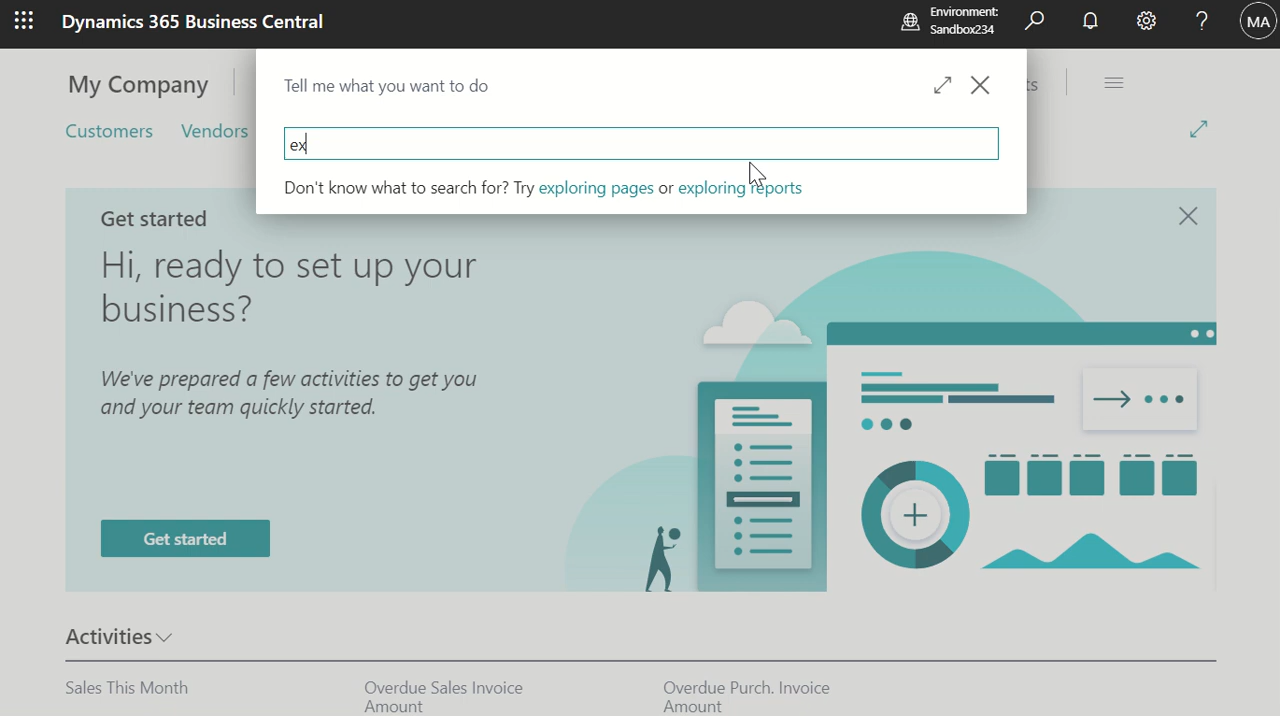 Dynamics 365 Business Central
Environment:
Sandbox234
MA
My Company
ts
Customers Vendors
Tell me what you want to do
ex
Don't know what to search for? Try exploring pages or exploring reports
Get started
Hi, ready to set up your
business?
We've prepared a few activities to get you
and your team quickly started.
Get started
Activities
Sales This Month
Overdue Sales Invoice
Amount
Overdue Purch. Invoice
Amount